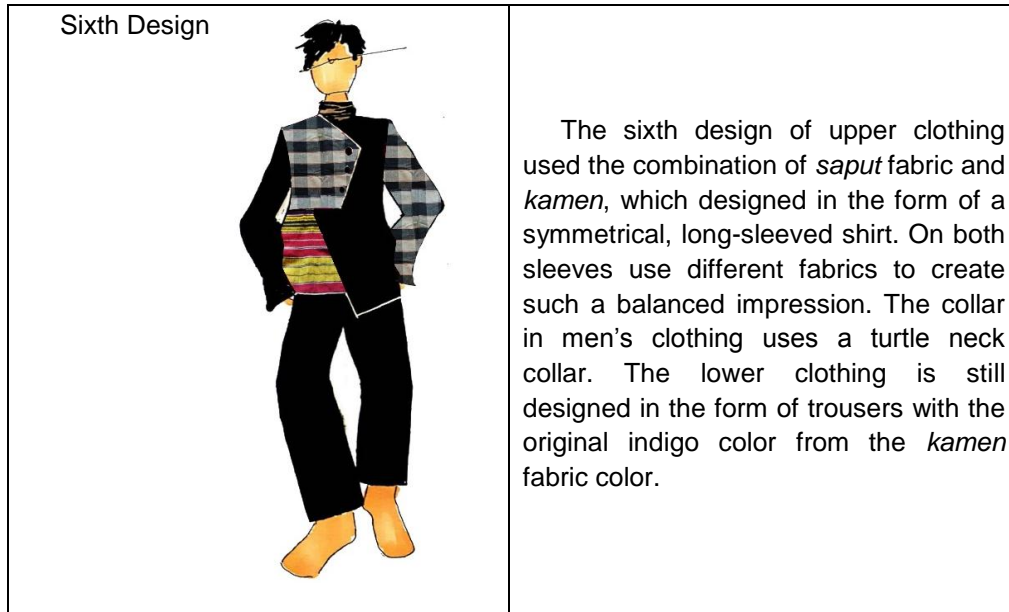 Sixth Design
The sixth design of upper clothing
used the combination of saput fabric and
kamen, which designed in the form of a
symmetrical, long-sleeved shirt. On both
sleeves use different fabrics to create
such a balanced impression. The collar
in men’s clothing uses a turtle neck
collar. The lower clothing is still
designed in the form of trousers with the
original indigo color from the kamen
fabric color.